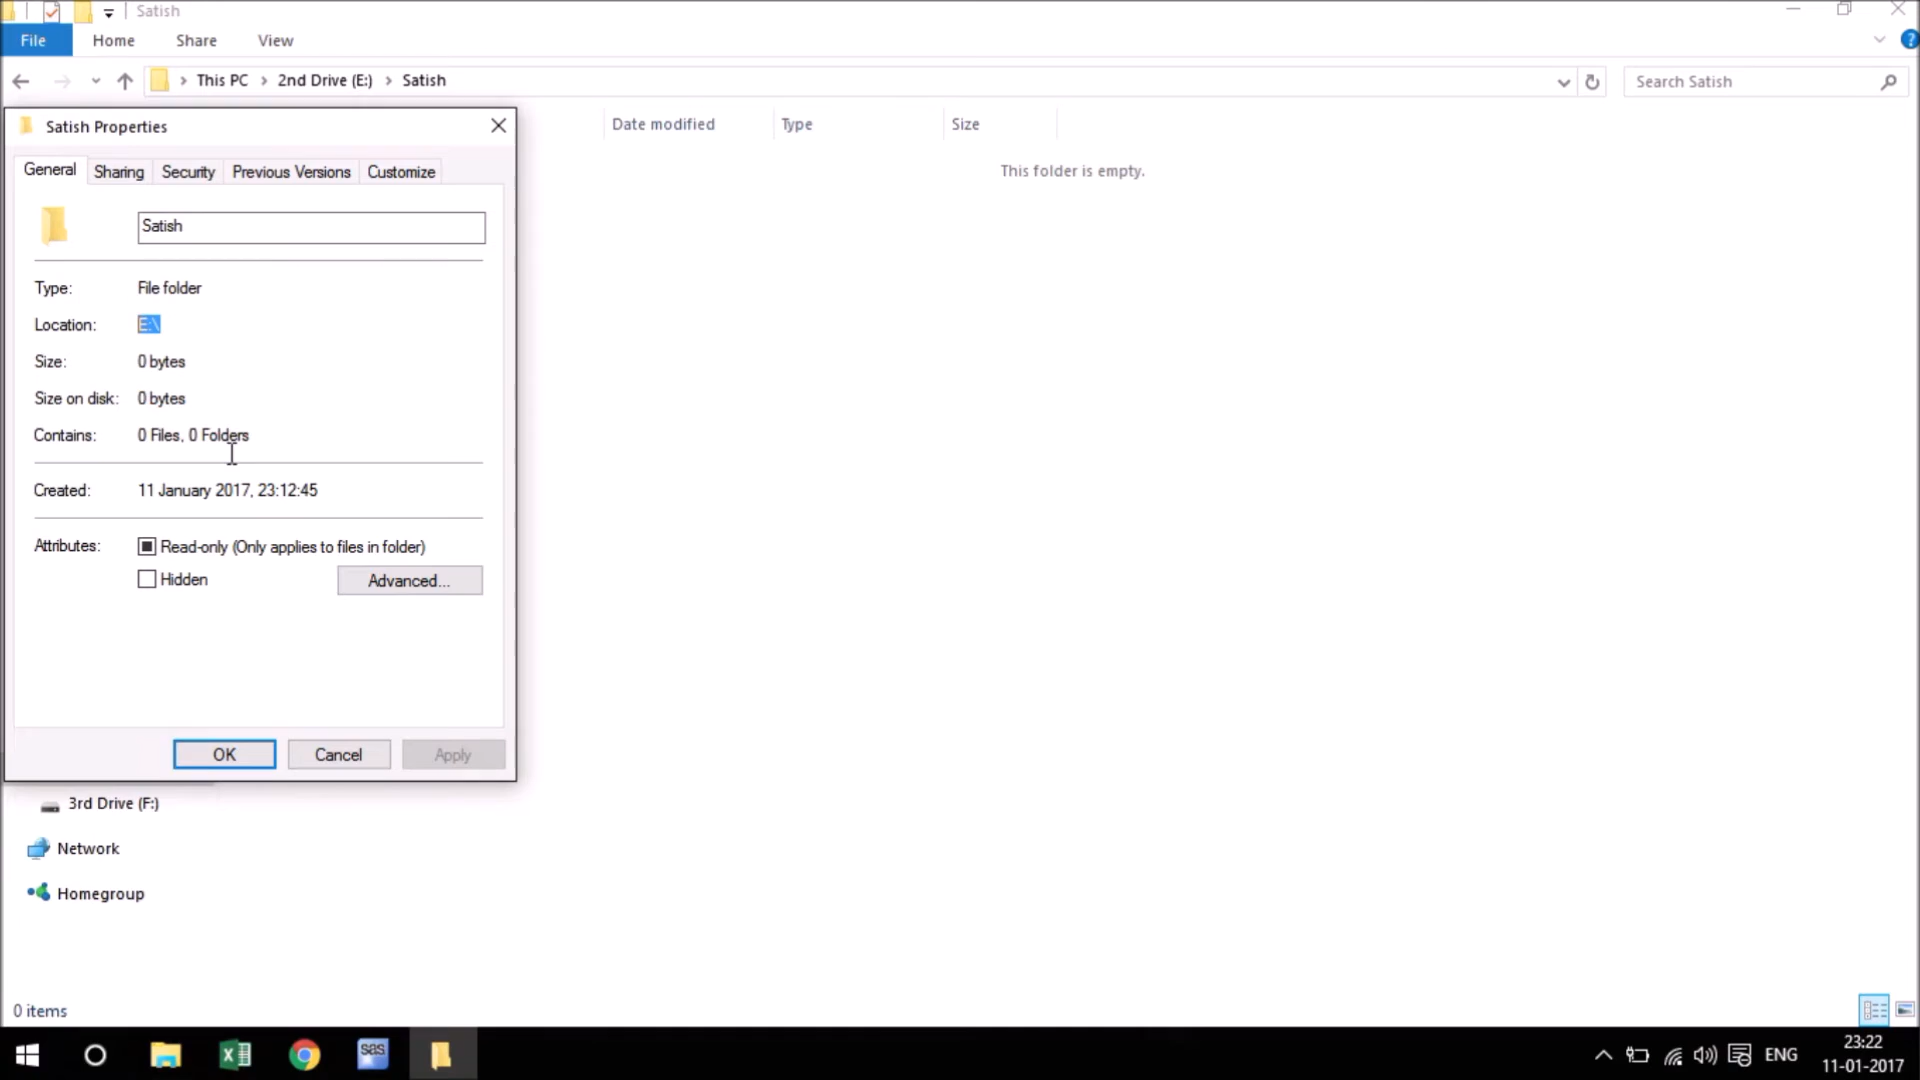 Satish
File
Home
Share
View
This PC
2nd Drive (E:)
Satish
Search Satish
Satish Properties
Date modified
Type
Size
General
Sharing
Security
Previous Versions
Customize
This folder is empty.
Satish
Type: File folder
Location: E:\
Size: 0 bytes
Size on disk: 0 bytes
Contains: 0 Files, 0 Folders
Created: 11 January 2017, 23:12:45
Attributes: Read-only (Only applies to files in folder)
Hidden
Advanced...
OK
Cancel
Apply
3rd Drive (F:)
Network
Homegroup
0 items
sas
ENG
23:22
11-01-2017